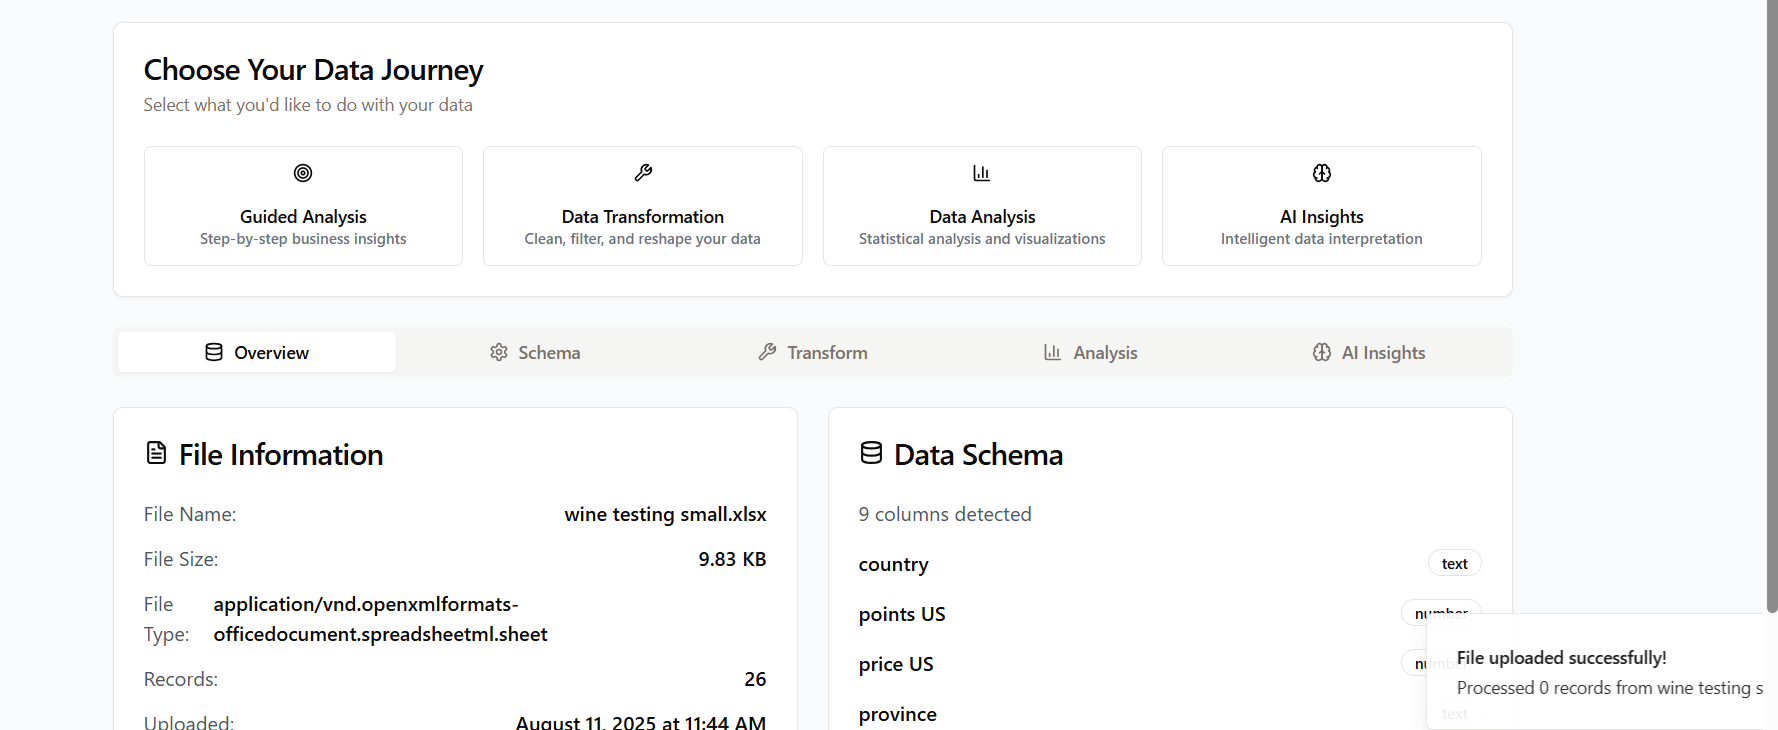 Choose Your Data Journey
Select what you'd like to do with your data
Guided Analysis
Step-by-step business insights
Data Transformation
Clean, filter, and reshape your data
Data Analysis
Statistical analysis and visualizations
AI Insights
Intelligent data interpretation
Overview
Schema
Transform
Analysis
AI Insights
File Information
File Name:
wine testing small.xlsx
File Size:
9.83 KB
File
Type:
application/vnd.openxmlformats-
officedocument.spreadsheetml.sheet
Records:
26
Uploaded:
August 11, 2025 at 11:44 AM
Data Schema
9 columns detected
country
text
points US
number
price US
number
province
text
File uploaded successfully!
Processed 0 records from wine testing s